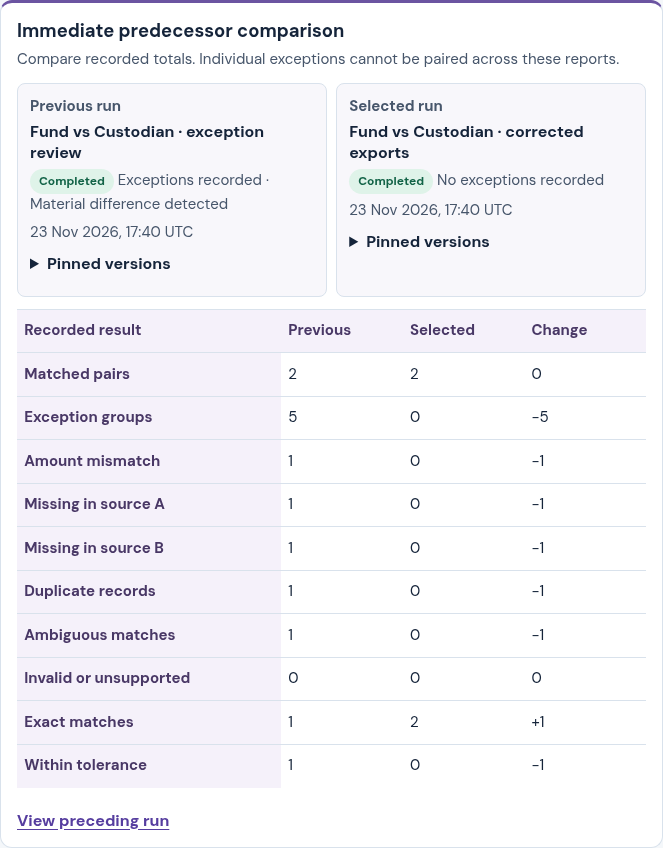 Immediate predecessor comparison
Compare recorded totals. Individual exceptions cannot be paired across these reports.
Previous run
Fund vs Custodian · exception
review
Completed Exceptions recorded ·
Material difference detected
23 Nov 2026, 17:40 UTC
Pinned versions
Selected run
Fund vs Custodian · corrected
exports
Completed No exceptions recorded
23 Nov 2026, 17:40 UTC
Pinned versions
Recorded result Previous Selected Change
Matched pairs 2 2 0
Exception groups 5 0 -5
Amount mismatch 1 0 -1
Missing in source A 1 0 -1
Missing in source B 1 0 -1
Duplicate records 1 0 -1
Ambiguous matches 1 0 -1
Invalid or unsupported 0 0 0
Exact matches 1 2 +1
Within tolerance 1 0 -1
View preceding run